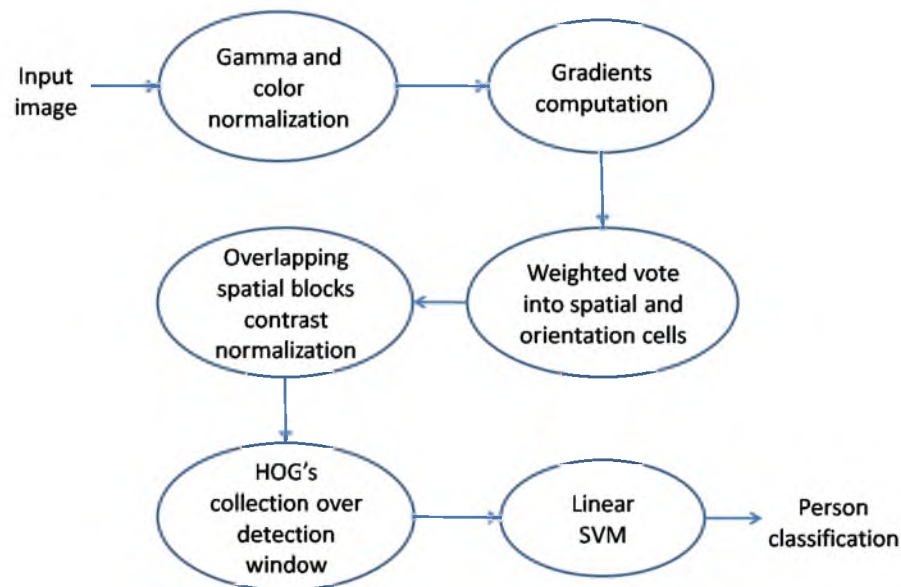 Input
image
Gamma and
color
normalization
Gradients
computation
Weighted vote
into spatial and
orientation cells
Overlapping
spatial blocks
contrast
normalization
HOG's
collection over
detection
window
Linear
SVM
Person
classification